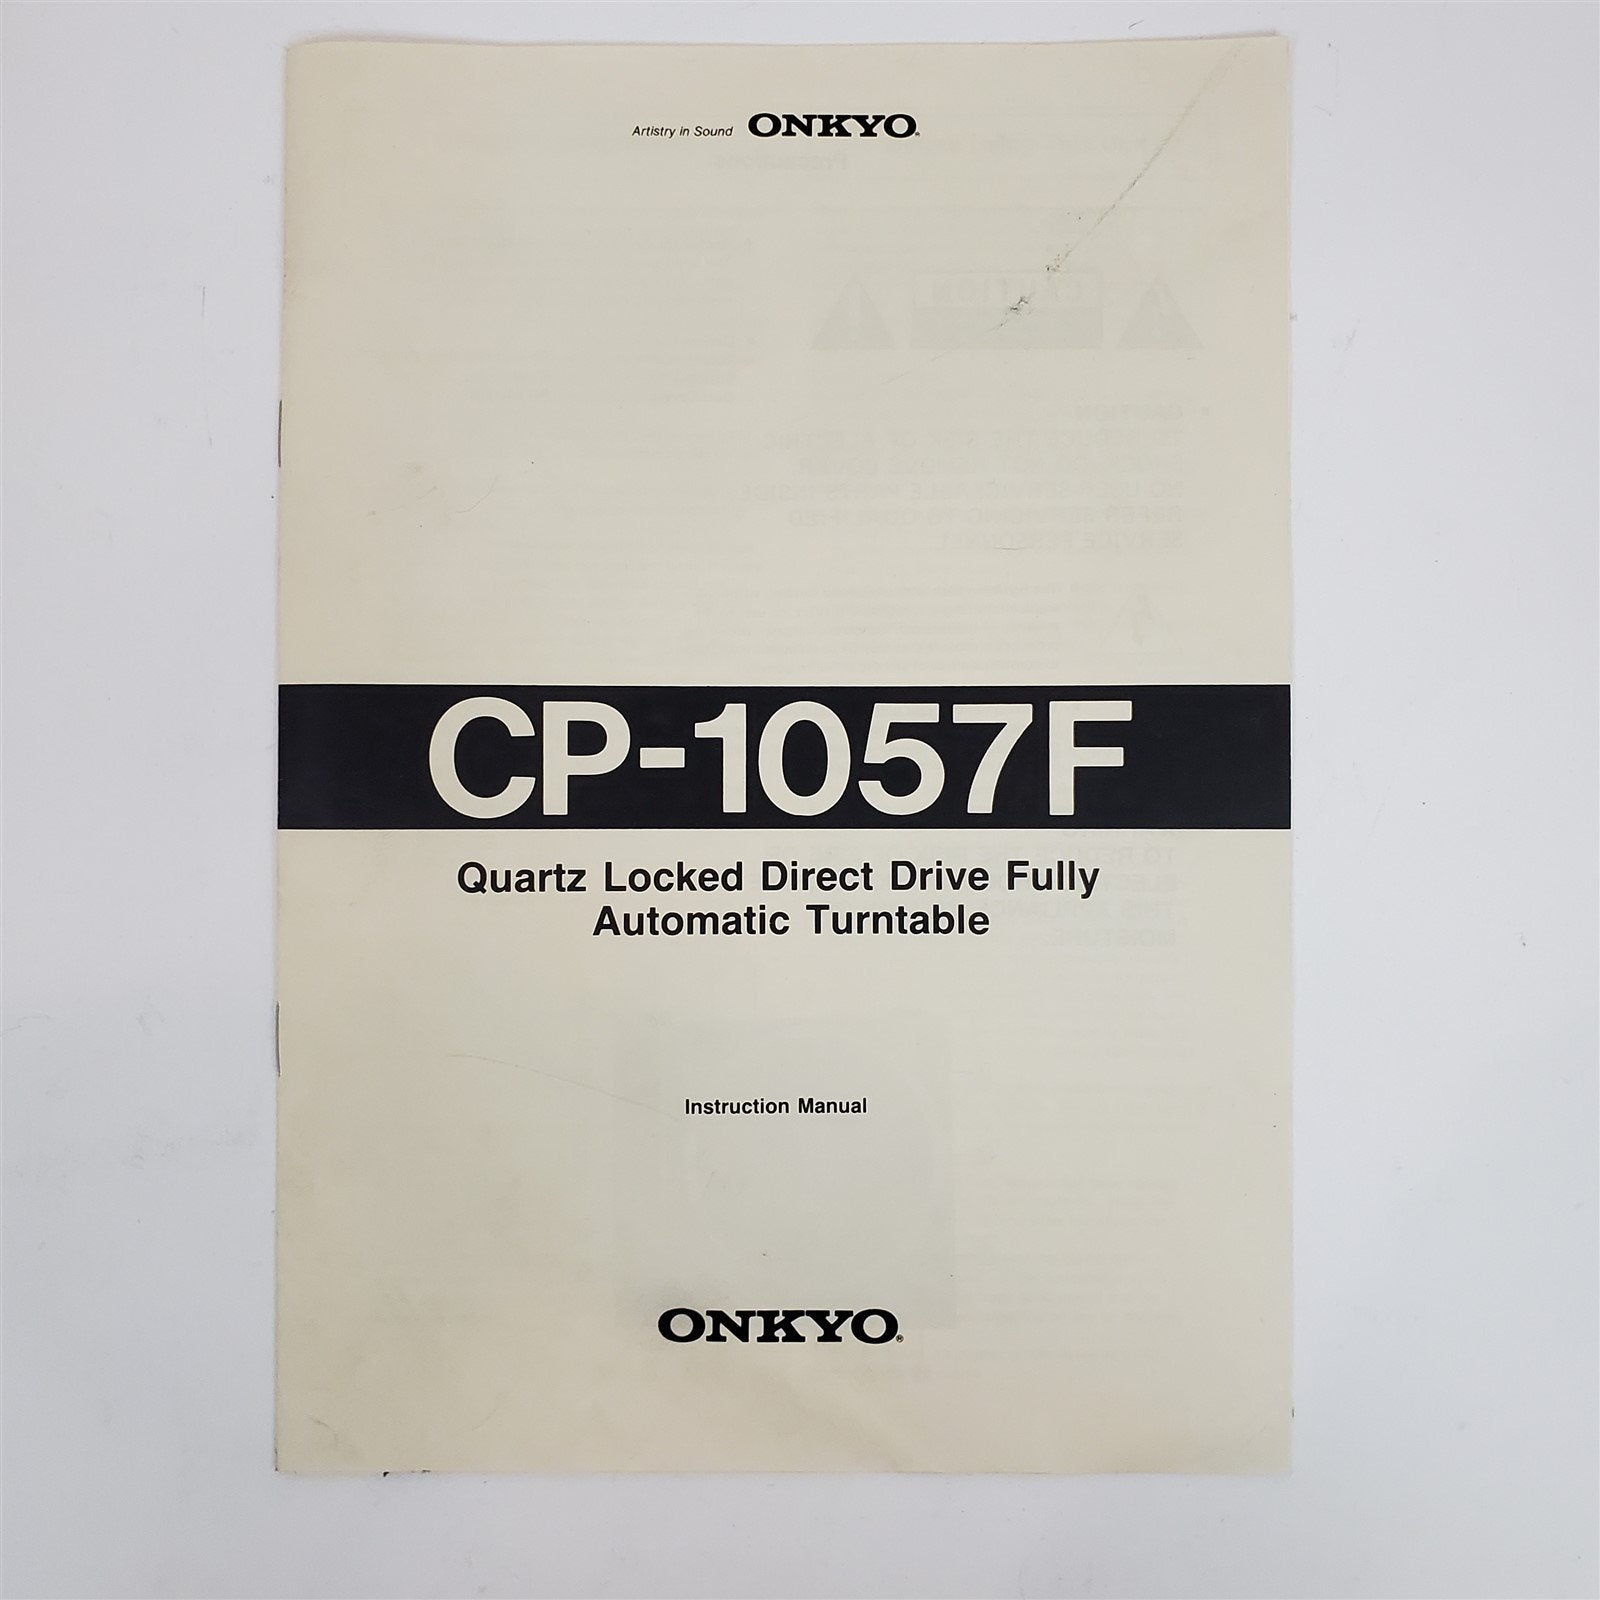 Artistry in Sound ONKYO®
CP-1057F
Quartz Locked Direct Drive Fully
Automatic Turntable
Instruction Manual
ONKYO®